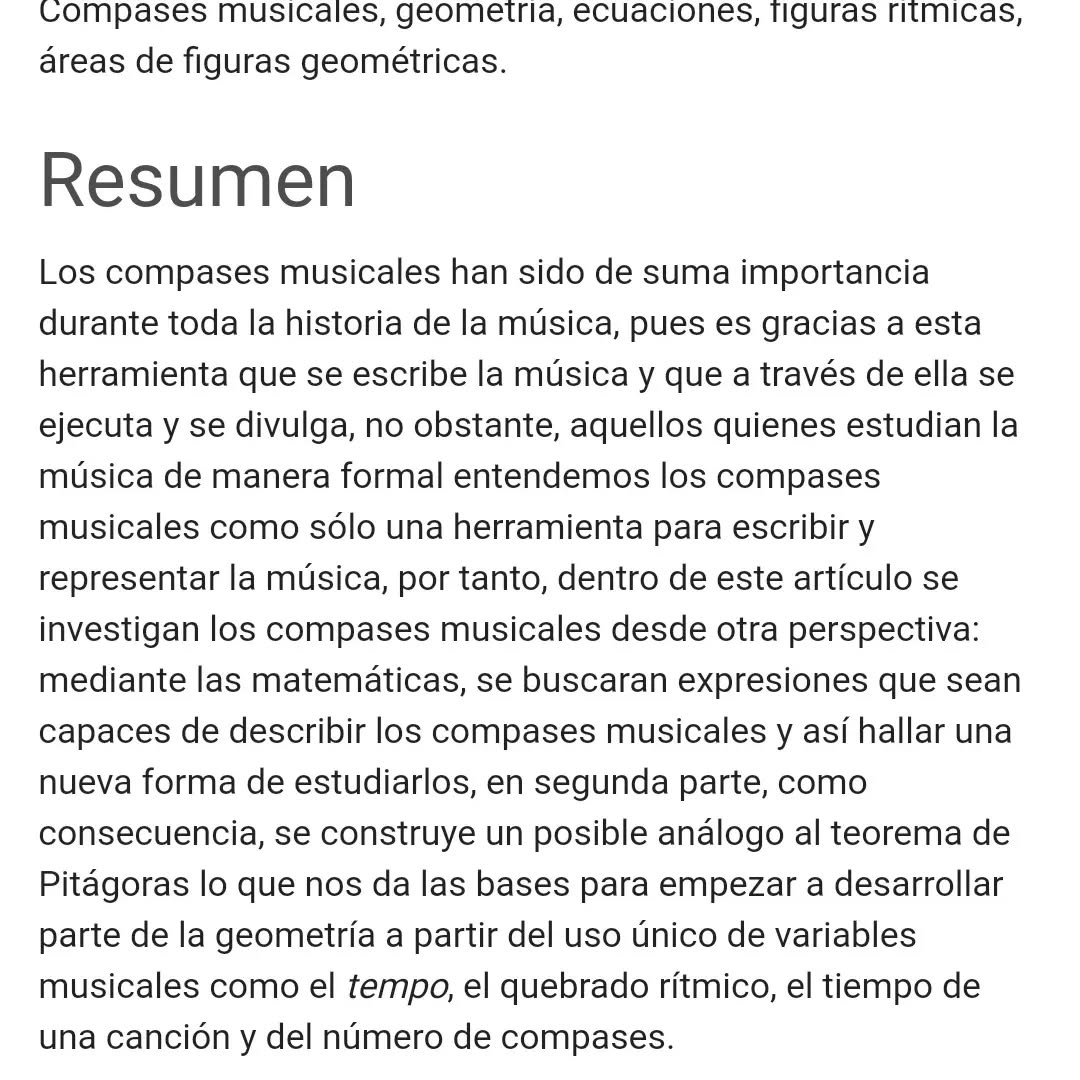 Compases musicales, geometría, ecuaciones, figuras rítmicas,
áreas de figuras geométricas.
Resumen
Los compases musicales han sido de suma importancia
durante toda la historia de la música, pues es gracias a esta
herramienta que se escribe la música y que a través de ella se
ejecuta y se divulga, no obstante, aquellos quienes estudian la
música de manera formal entendemos los compases
musicales como sólo una herramienta para escribir y
representar la música, por tanto, dentro de este artículo se
investigan los compases musicales desde otra perspectiva:
mediante las matemáticas, se buscaran expresiones que sean
capaces de describir los compases musicales y así hallar una
nueva forma de estudiarlos, en segunda parte, como
consecuencia, se construye un posible análogo al teorema de
Pitágoras lo que nos da las bases para empezar a desarrollar
parte de la geometría a partir del uso único de variables
musicales como el tempo, el quebrado rítmico, el tiempo de
una canción y del número de compases.